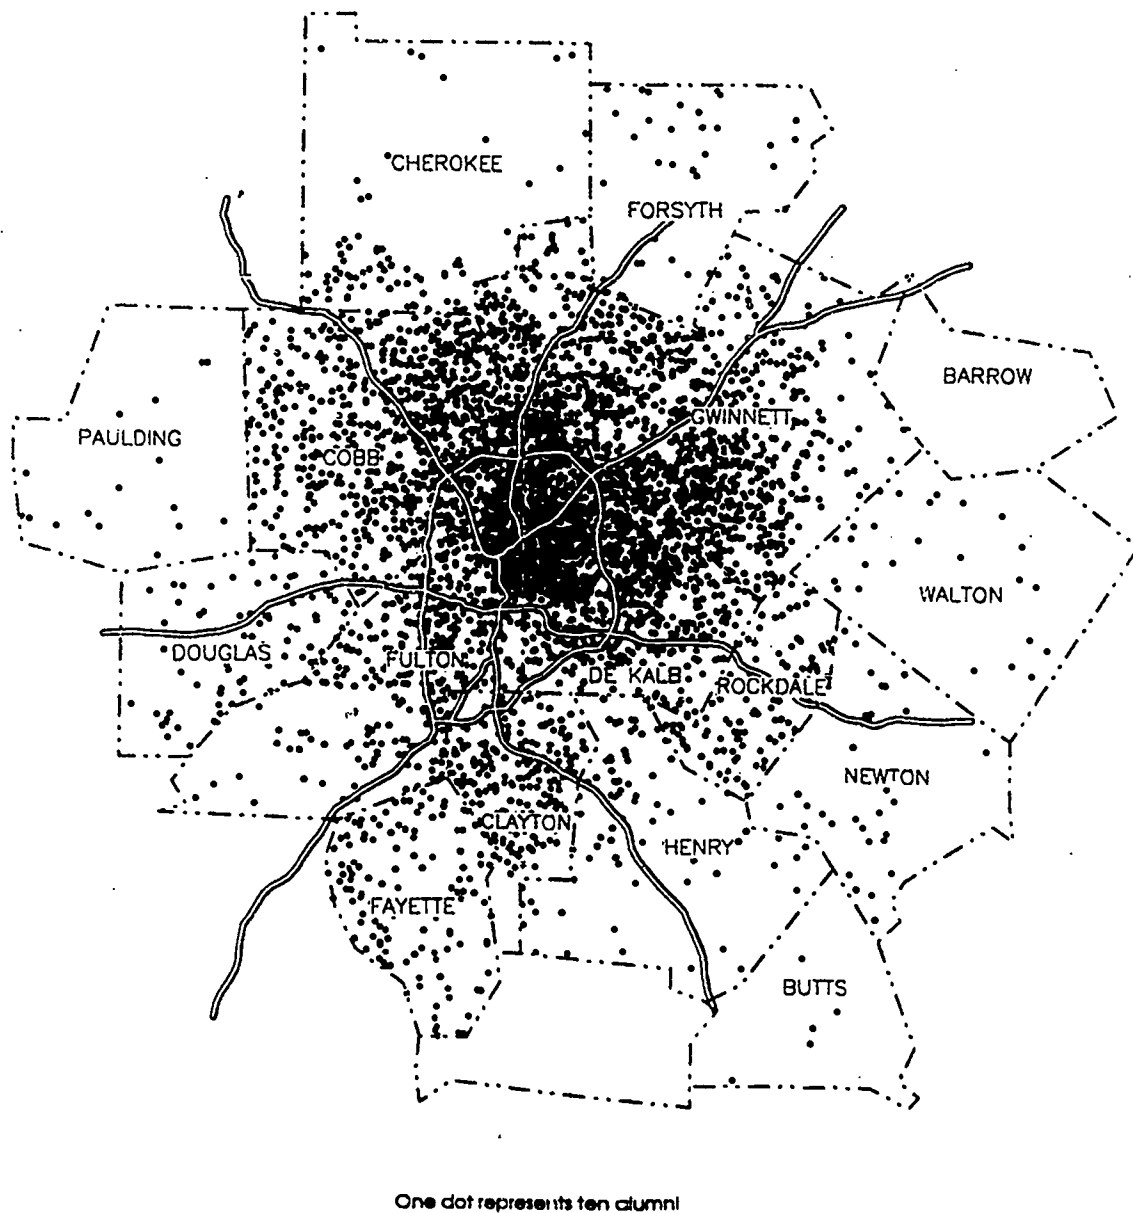 CHEROKEE
FORSYTH
BARROW
GWINNETT
PAULDING
COBB
WALTON
DOUGLAS
FULTON
DE KALB
ROCKDALE
NEWTON
CLAYTON
HENRY
FAYETTE
BUTTS
One dot represents ten alumni